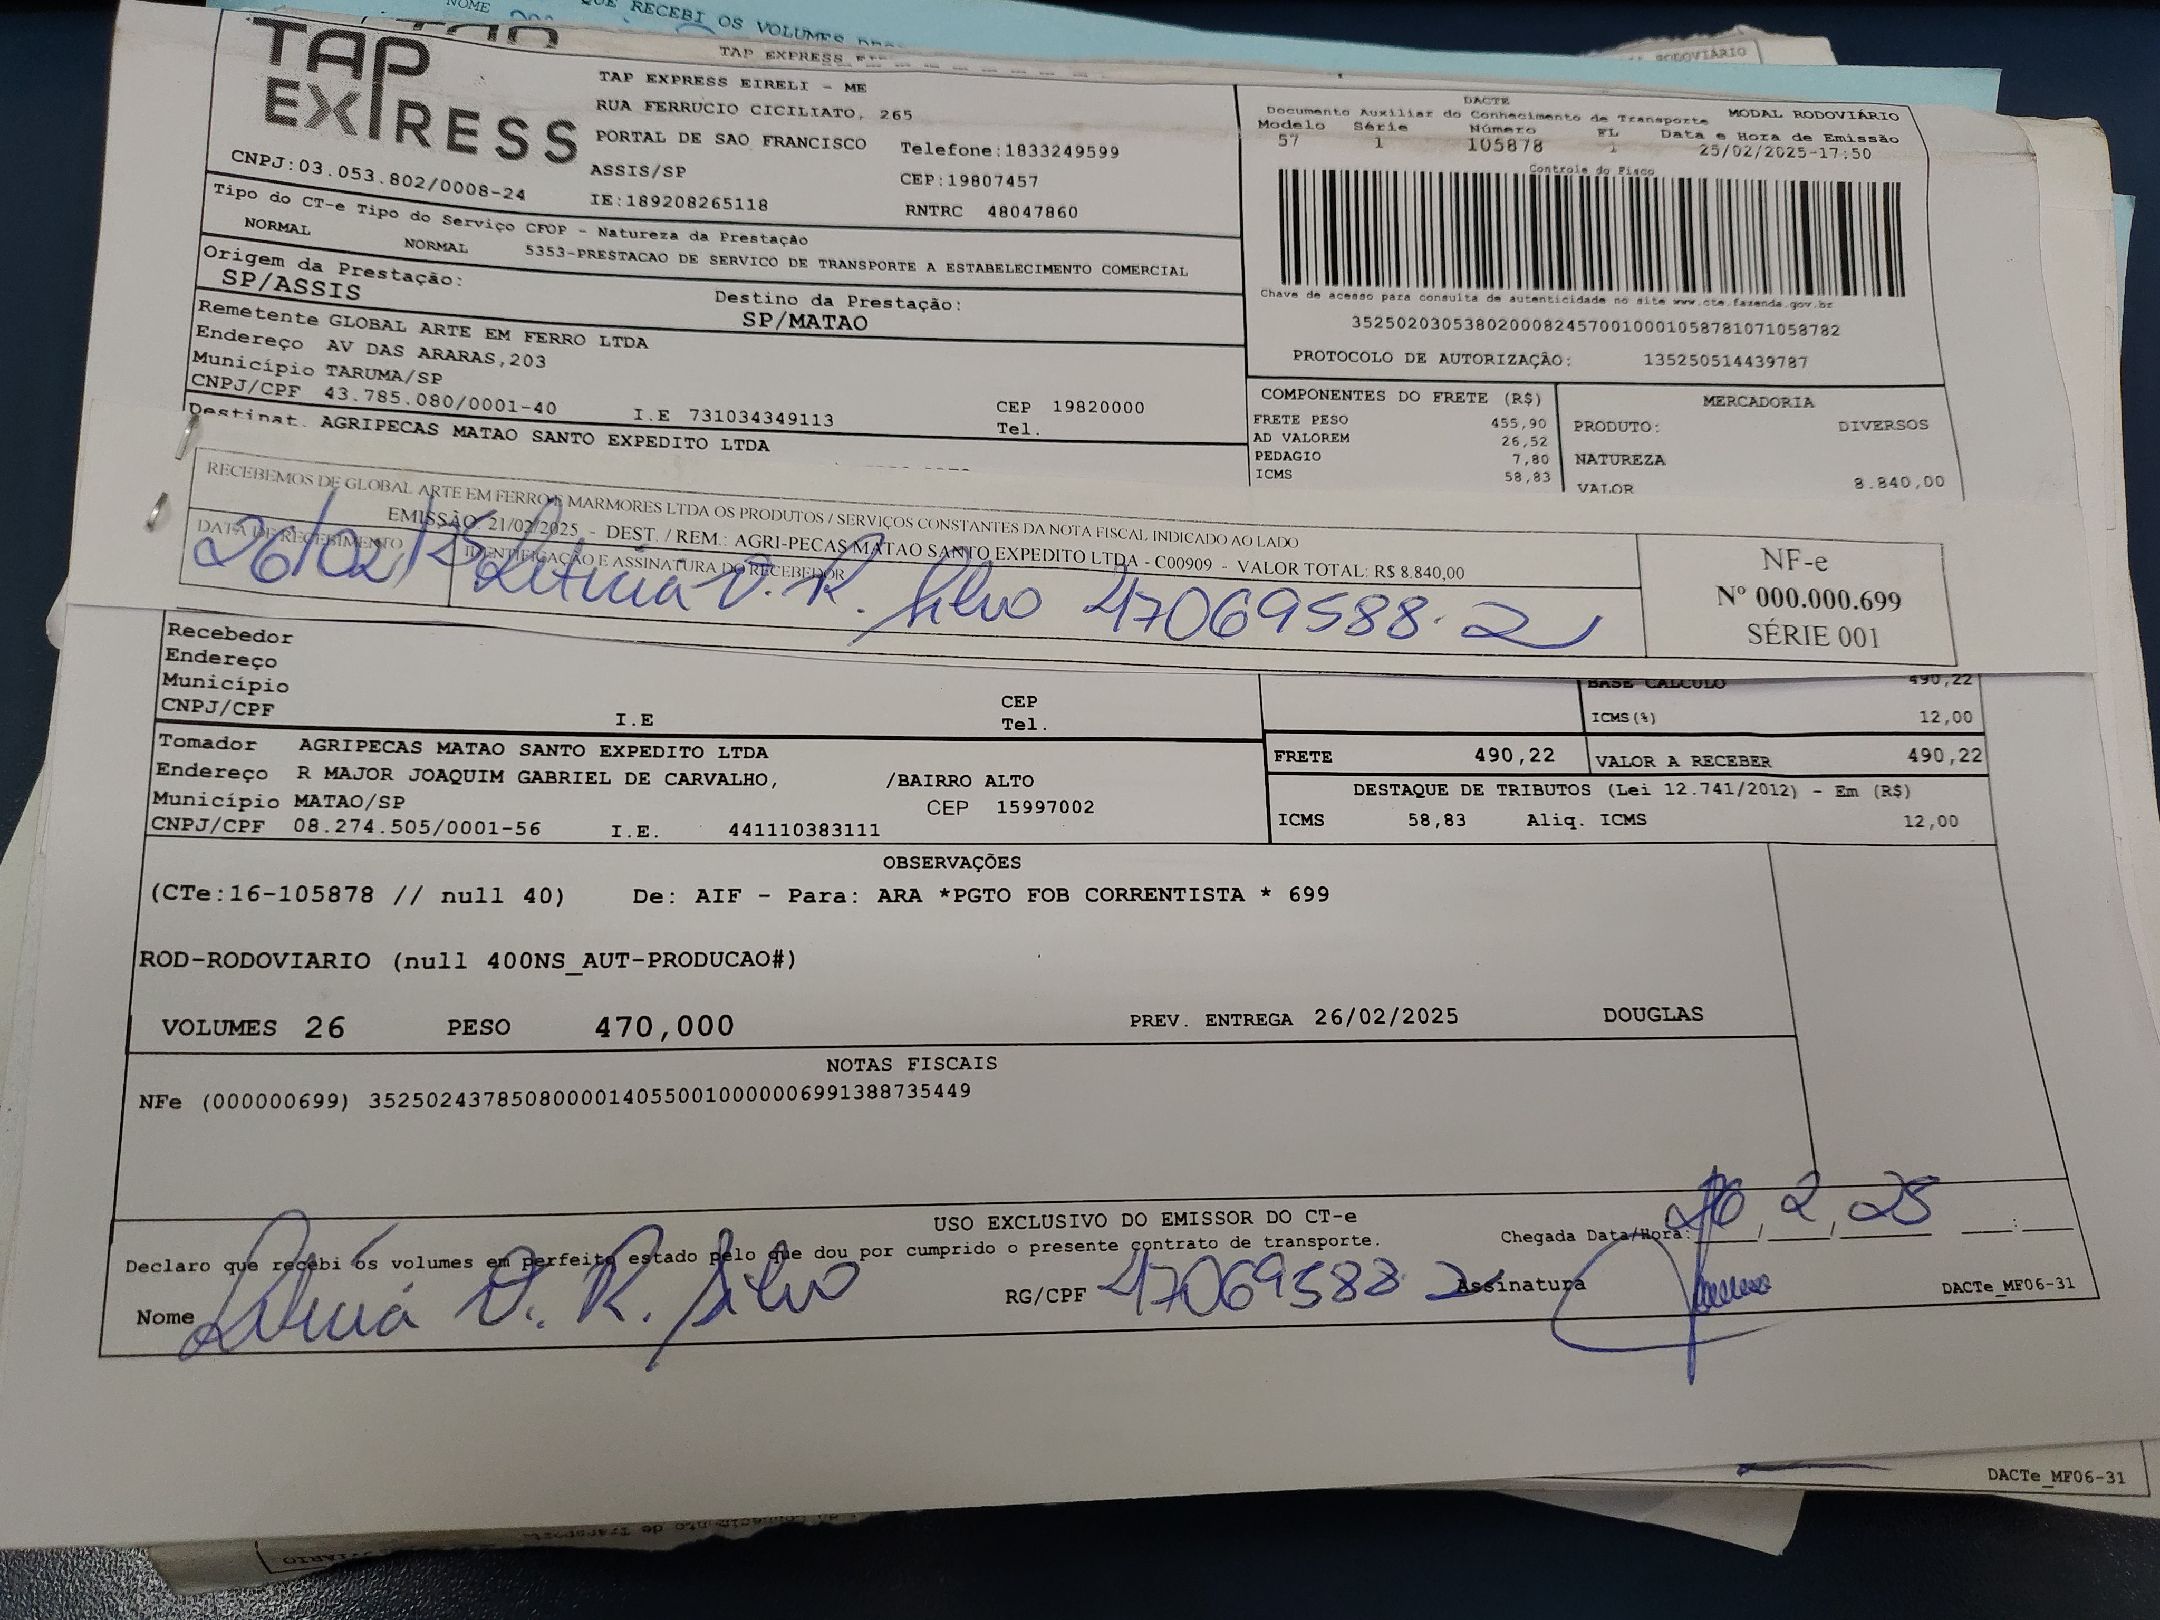 NOME QUE RECEBI OS VOLUMES
TAP EXPRESS
RODOVIÁRIO
TAP EXPRESS
TAP EXPRESS EIRELI - ME
RUA FERRUCIO CICILIATO, 265
PORTAL DE SAO FRANCISCO Telefone:1833249599
ASSIS/SP CEP:19807457
CNPJ:03.053.802/0008-24 IE:189208265118 RNTRC 48047860
DACTE MODAL RODOVIÁRIO
Documento Auxiliar do Conhecimento de Transporte
Modelo Série Número FL Data e Hora de Emissão
57 1 105878 1 25/02/2025-17:50
Controle do Fisco
Chave de acesso para consulta de autenticidade no site www.cte.fazenda.gov.br
35250203053802000824570010001058781071058782
PROTOCOLO DE AUTORIZAÇÃO: 135250514439787
Tipo do CT-e Tipo do Serviço CFOP - Natureza da Prestação
NORMAL NORMAL 5353-PRESTACAO DE SERVICO DE TRANSPORTE A ESTABELECIMENTO COMERCIAL
Origem da Prestação: Destino da Prestação:
SP/ASSIS SP/MATAO
Remetente GLOBAL ARTE EM FERRO LTDA
Endereço AV DAS ARARAS,203
Município TARUMA/SP CEP 19820000
CNPJ/CPF 43.785.080/0001-40 I.E 731034349113 Tel.
Destinat. AGRIPECAS MATAO SANTO EXPEDITO LTDA
COMPONENTES DO FRETE (R$) MERCADORIA
FRETE PESO 455,90 PRODUTO: DIVERSOS
AD VALOREM 26,52
PEDAGIO 7,80 NATUREZA
ICMS 58,83 VALOR 8.840,00
RECEBEMOS DE GLOBAL ARTE EM FERRO E MARMORES LTDA OS PRODUTOS / SERVIÇOS CONSTANTES DA NOTA FISCAL INDICADO AO LADO
EMISSÃO: 21/02/2025 - DEST. / REM.: AGRI-PECAS MATAO SANTO EXPEDITO LTDA - C00909 - VALOR TOTAL: R$ 8.840,00
DATA DE RECEBIMENTO IDENTIFICAÇÃO E ASSINATURA DO RECEBEDOR
26/02/25 Leticia V. R. Silva 47069588-2
NF-e
Nº 000.000.699
SÉRIE 001
Recebedor
Endereço
Município CEP
CNPJ/CPF I.E Tel.
BASE CALCULO 490,22
ICMS(%) 12,00
Tomador AGRIPECAS MATAO SANTO EXPEDITO LTDA
Endereço R MAJOR JOAQUIM GABRIEL DE CARVALHO, /BAIRRO ALTO
Município MATAO/SP CEP 15997002
CNPJ/CPF 08.274.505/0001-56 I.E. 441110383111
FRETE 490,22 VALOR A RECEBER 490,22
DESTAQUE DE TRIBUTOS (Lei 12.741/2012) - Em (R$)
ICMS 58,83 Aliq. ICMS 12,00
OBSERVAÇÕES
(CTe:16-105878 // null 40) De: AIF - Para: ARA *PGTO FOB CORRENTISTA * 699
ROD-RODOVIARIO (null 400NS_AUT-PRODUCAO#)
VOLUMES 26 PESO 470,000 PREV. ENTREGA 26/02/2025 DOUGLAS
NOTAS FISCAIS
NFe (000000699) 35250243785080000140550010000006991388735449
USO EXCLUSIVO DO EMISSOR DO CT-e
Declaro que recebi os volumes em perfeito estado pelo que dou por cumprido o presente contrato de transporte. Chegada Data/Hora: 26/2/25 __:__
Nome Leticia V. R. Silva RG/CPF 47069588 2 Assinatura DACTe_MF06-31
DACTe_MF06-31